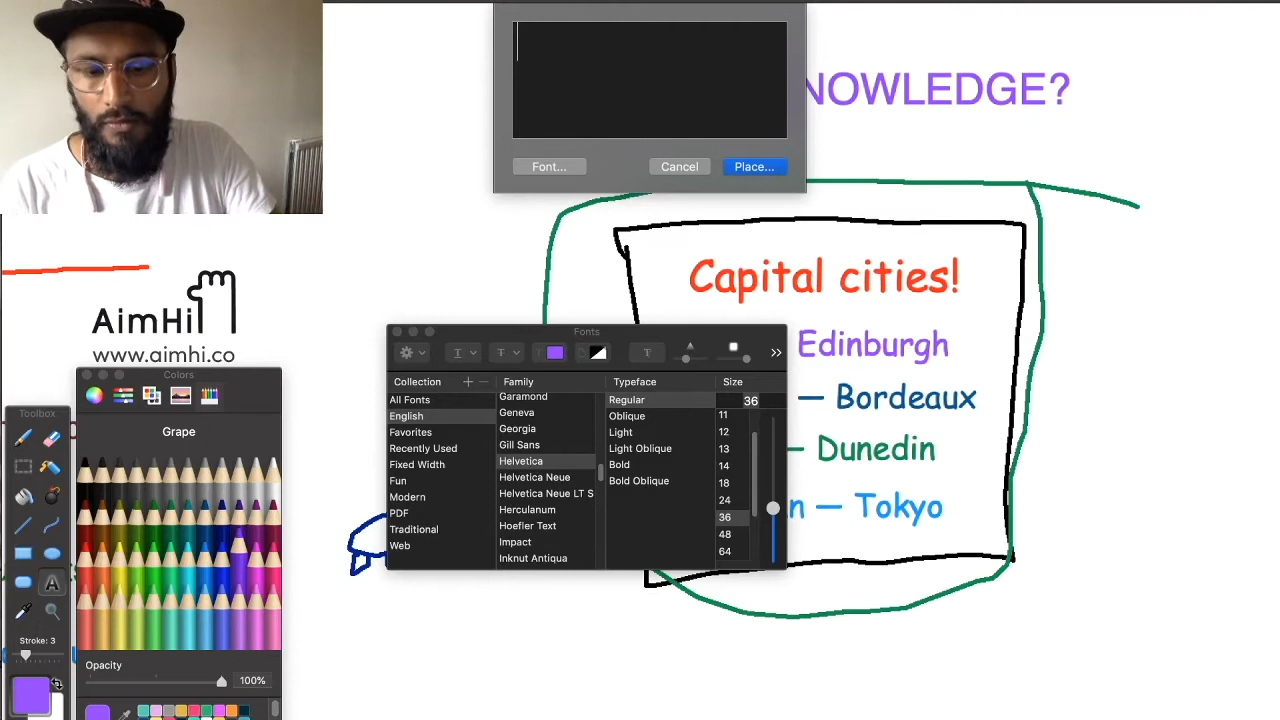 NOWLEDGE?
Font...
Cancel
Place...
Capital cities!
Edinburgh
— Bordeaux
— Dunedin
n — Tokyo
AimHi
www.aimhi.co
Fonts
Collection
Family
Typeface
Size
All Fonts
English
Favorites
Recently Used
Fixed Width
Fun
Modern
PDF
Traditional
Web
Garamond
Geneva
Georgia
Gill Sans
Helvetica
Helvetica Neue
Helvetica Neue LT S
Herculanum
Hoefler Text
Impact
Inknut Antiqua
Regular
Oblique
Light
Light Oblique
Bold
Bold Oblique
36
11
12
13
14
18
24
36
48
64
Colors
Grape
Opacity
100%
Toolbox
Stroke: 3